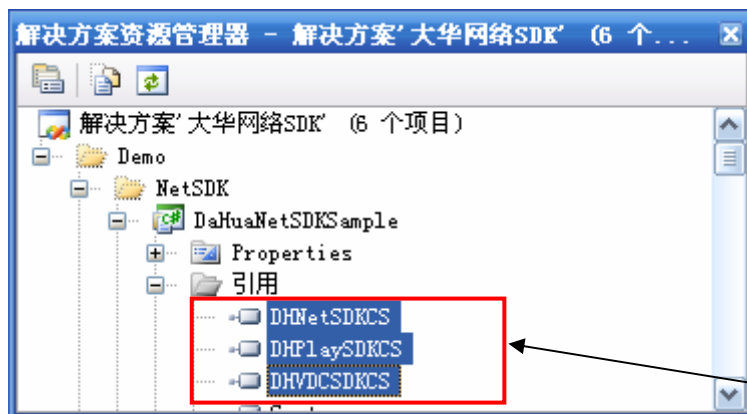 解决方案资源管理器 - 解决方案'大华网络SDK' (6 个...
解决方案'大华网络SDK' (6 个项目)
Demo
NetSDK
DaHuaNetSDKSample
Properties
引用
DHNetSDKCS
DHPlaySDKCS
DHVDCSDKCS